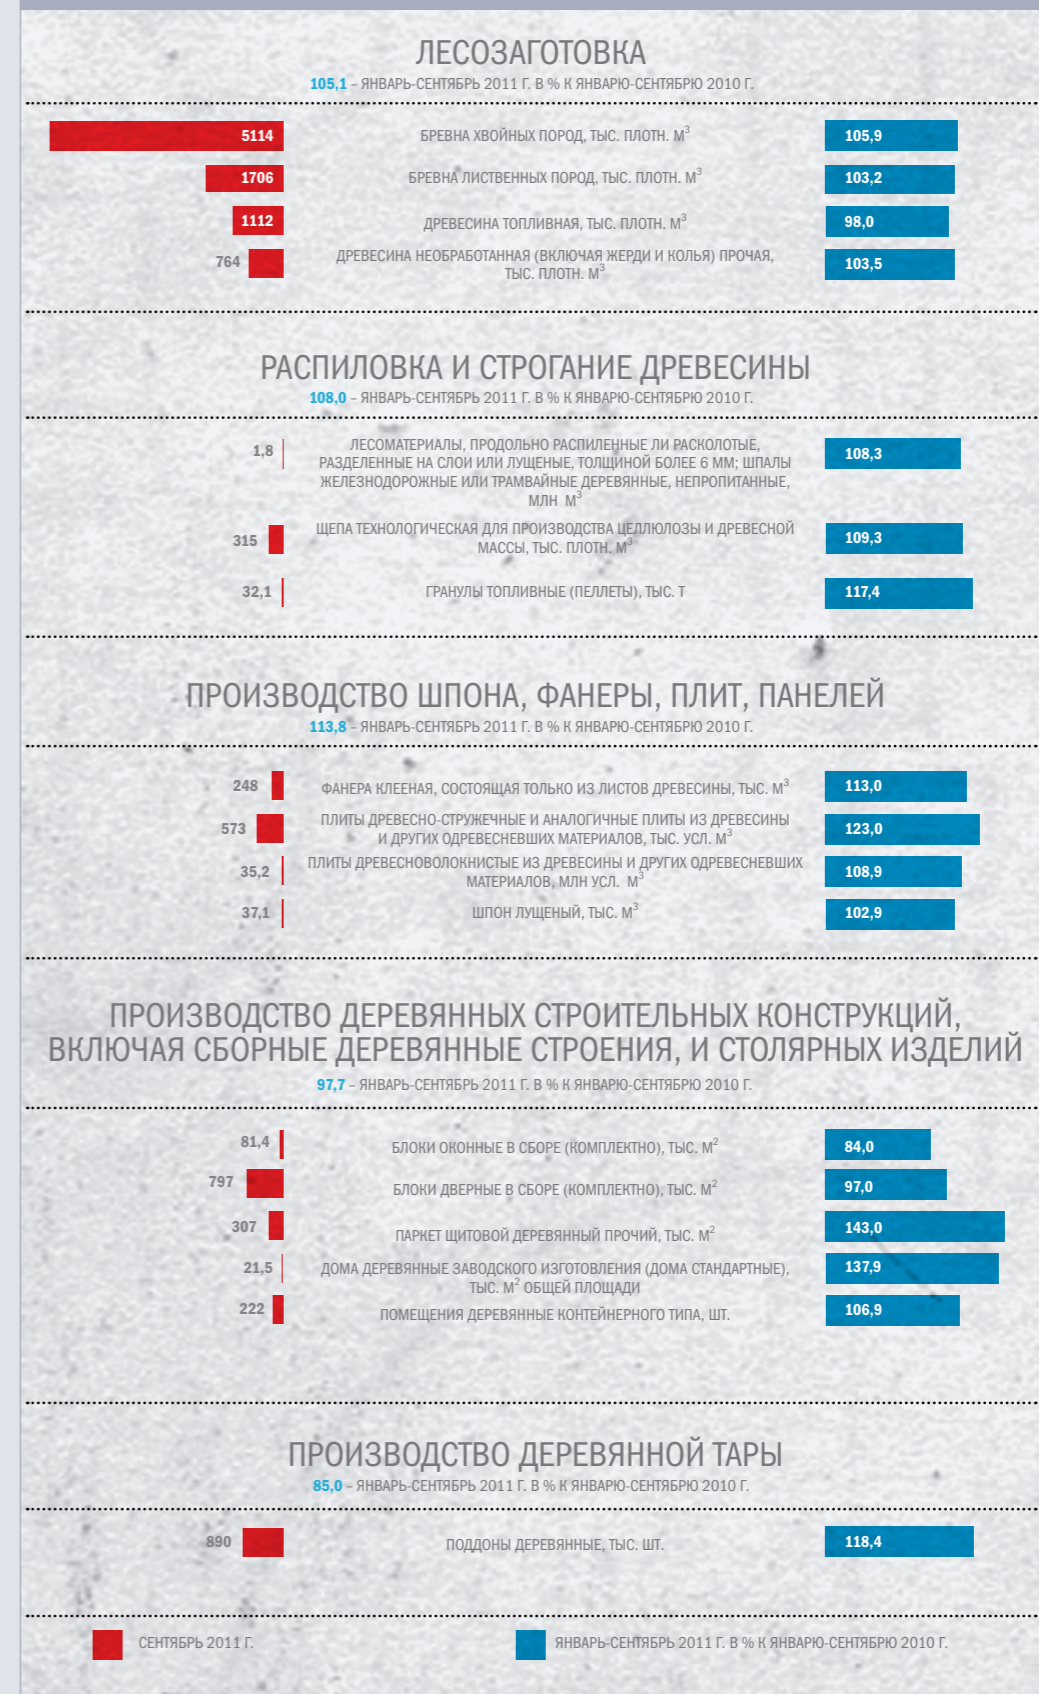 ЛЕСОЗАГОТОВКА
105,1 – ЯНВАРЬ-СЕНТЯБРЬ 2011 Г. В % К ЯНВАРЮ-СЕНТЯБРЮ 2010 Г.
5114 БРЕВНА ХВОЙНЫХ ПОРОД, ТЫС. ПЛОТН. М³ 105,9
1706 БРЕВНА ЛИСТВЕННЫХ ПОРОД, ТЫС. ПЛОТН. М³ 103,2
1112 ДРЕВЕСИНА ТОПЛИВНАЯ, ТЫС. ПЛОТН. М³ 98,0
764 ДРЕВЕСИНА НЕОБРАБОТАННАЯ (ВКЛЮЧАЯ ЖЕРДИ И КОЛЬЯ) ПРОЧАЯ, 103,5
ТЫС. ПЛОТН. М³
РАСПИЛОВКА И СТРОГАНИЕ ДРЕВЕСИНЫ
108,0 – ЯНВАРЬ-СЕНТЯБРЬ 2011 Г. В % К ЯНВАРЮ-СЕНТЯБРЮ 2010 Г.
1,8 ЛЕСОМАТЕРИАЛЫ, ПРОДОЛЬНО РАСПИЛЕННЫЕ ЛИ РАСКОЛОТЫЕ, 108,3
РАЗДЕЛЕННЫЕ НА СЛОИ ИЛИ ЛУЩЕНЫЕ, ТОЛЩИНОЙ БОЛЕЕ 6 ММ; ШПАЛЫ
ЖЕЛЕЗНОДОРОЖНЫЕ ИЛИ ТРАМВАЙНЫЕ ДЕРЕВЯННЫЕ, НЕПРОПИТАННЫЕ,
МЛН М³
315 ЩЕПА ТЕХНОЛОГИЧЕСКАЯ ДЛЯ ПРОИЗВОДСТВА ЦЕЛЛЮЛОЗЫ И ДРЕВЕСНОЙ 109,3
МАССЫ, ТЫС. ПЛОТН. М³
32,1 ГРАНУЛЫ ТОПЛИВНЫЕ (ПЕЛЛЕТЫ), ТЫС. Т 117,4
ПРОИЗВОДСТВО ШПОНА, ФАНЕРЫ, ПЛИТ, ПАНЕЛЕЙ
113,8 – ЯНВАРЬ-СЕНТЯБРЬ 2011 Г. В % К ЯНВАРЮ-СЕНТЯБРЮ 2010 Г.
248 ФАНЕРА КЛЕЕНАЯ, СОСТОЯЩАЯ ТОЛЬКО ИЗ ЛИСТОВ ДРЕВЕСИНЫ, ТЫС. М³ 113,0
573 ПЛИТЫ ДРЕВЕСНО-СТРУЖЕЧНЫЕ И АНАЛОГИЧНЫЕ ПЛИТЫ ИЗ ДРЕВЕСИНЫ 123,0
И ДРУГИХ ОДРЕВЕСНЕВШИХ МАТЕРИАЛОВ, ТЫС. УСЛ. М³
35,2 ПЛИТЫ ДРЕВЕСНОВОЛОКНИСТЫЕ ИЗ ДРЕВЕСИНЫ И ДРУГИХ ОДРЕВЕСНЕВШИХ 108,9
МАТЕРИАЛОВ, МЛН УСЛ. М³
37,1 ШПОН ЛУЩЕНЫЙ, ТЫС. М³ 102,9
ПРОИЗВОДСТВО ДЕРЕВЯННЫХ СТРОИТЕЛЬНЫХ КОНСТРУКЦИЙ,
ВКЛЮЧАЯ СБОРНЫЕ ДЕРЕВЯННЫЕ СТРОЕНИЯ, И СТОЛЯРНЫХ ИЗДЕЛИЙ
97,7 – ЯНВАРЬ-СЕНТЯБРЬ 2011 Г. В % К ЯНВАРЮ-СЕНТЯБРЮ 2010 Г.
81,4 БЛОКИ ОКОННЫЕ В СБОРЕ (КОМПЛЕКТНО), ТЫС. М² 84,0
797 БЛОКИ ДВЕРНЫЕ В СБОРЕ (КОМПЛЕКТНО), ТЫС. М² 97,0
307 ПАРКЕТ ЩИТОВОЙ ДЕРЕВЯННЫЙ ПРОЧИЙ, ТЫС. М² 143,0
21,5 ДОМА ДЕРЕВЯННЫЕ ЗАВОДСКОГО ИЗГОТОВЛЕНИЯ (ДОМА СТАНДАРТНЫЕ), 137,9
ТЫС. М² ОБЩЕЙ ПЛОЩАДИ
222 ПОМЕЩЕНИЯ ДЕРЕВЯННЫЕ КОНТЕЙНЕРНОГО ТИПА, ШТ. 106,9
ПРОИЗВОДСТВО ДЕРЕВЯННОЙ ТАРЫ
85,0 – ЯНВАРЬ-СЕНТЯБРЬ 2011 Г. В % К ЯНВАРЮ-СЕНТЯБРЮ 2010 Г.
890 ПОДДОНЫ ДЕРЕВЯННЫЕ, ТЫС. ШТ. 118,4
СЕНТЯБРЬ 2011 Г. ЯНВАРЬ-СЕНТЯБРЬ 2011 Г. В % К ЯНВАРЮ-СЕНТЯБРЮ 2010 Г.